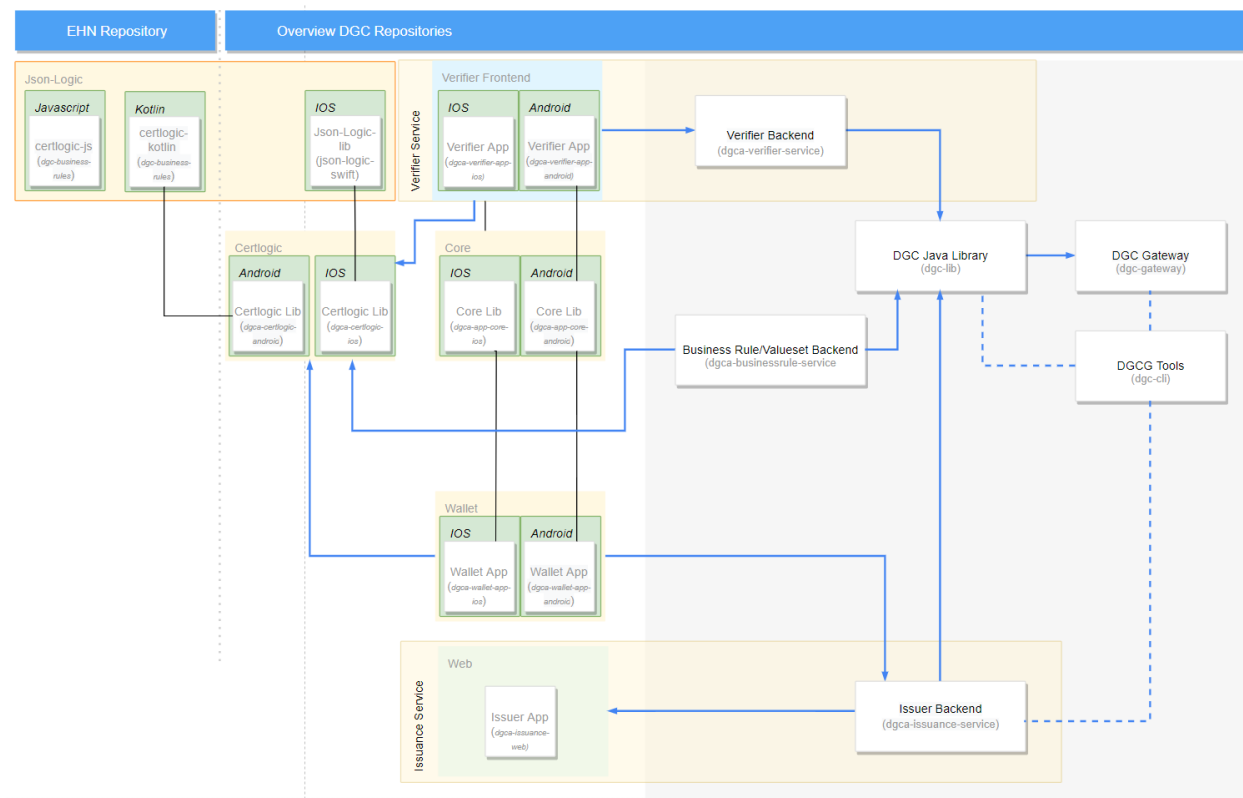 EHN Repository
Overview DGC Repositories
Json-Logic
Javascript
certlogic-js
(dgc-business-
rules)
Kotlin
certlogic-
kotlin
(dgc-business-
rules)
IOS
Json-Logic-
lib
(json-logic-
swift)
Verifier Service
Verifier Frontend
IOS
Verifier App
(dgca-verifier-app-
ios)
Android
Verifier App
(dgca-verifier-app-
android)
Verifier Backend
(dgca-verifier-service)
Certlogic
Android
Certlogic Lib
(dgca-certlogic-
android)
IOS
Certlogic Lib
(dgca-certlogic-
ios)
Core
IOS
Core Lib
(dgca-app-core-
ios)
Android
Core Lib
(dgca-app-core-
android)
DGC Java Library
(dgc-lib)
DGC Gateway
(dgc-gateway)
Business Rule/Valueset Backend
(dgca-businessrule-service
DGCG Tools
(dgc-cli)
Wallet
IOS
Wallet App
(dgca-wallet-app-
ios)
Android
Wallet App
(dgca-wallet-app-
android)
Issuance Service
Web
Issuer App
(dgca-issuance-
web)
Issuer Backend
(dgca-issuance-service)